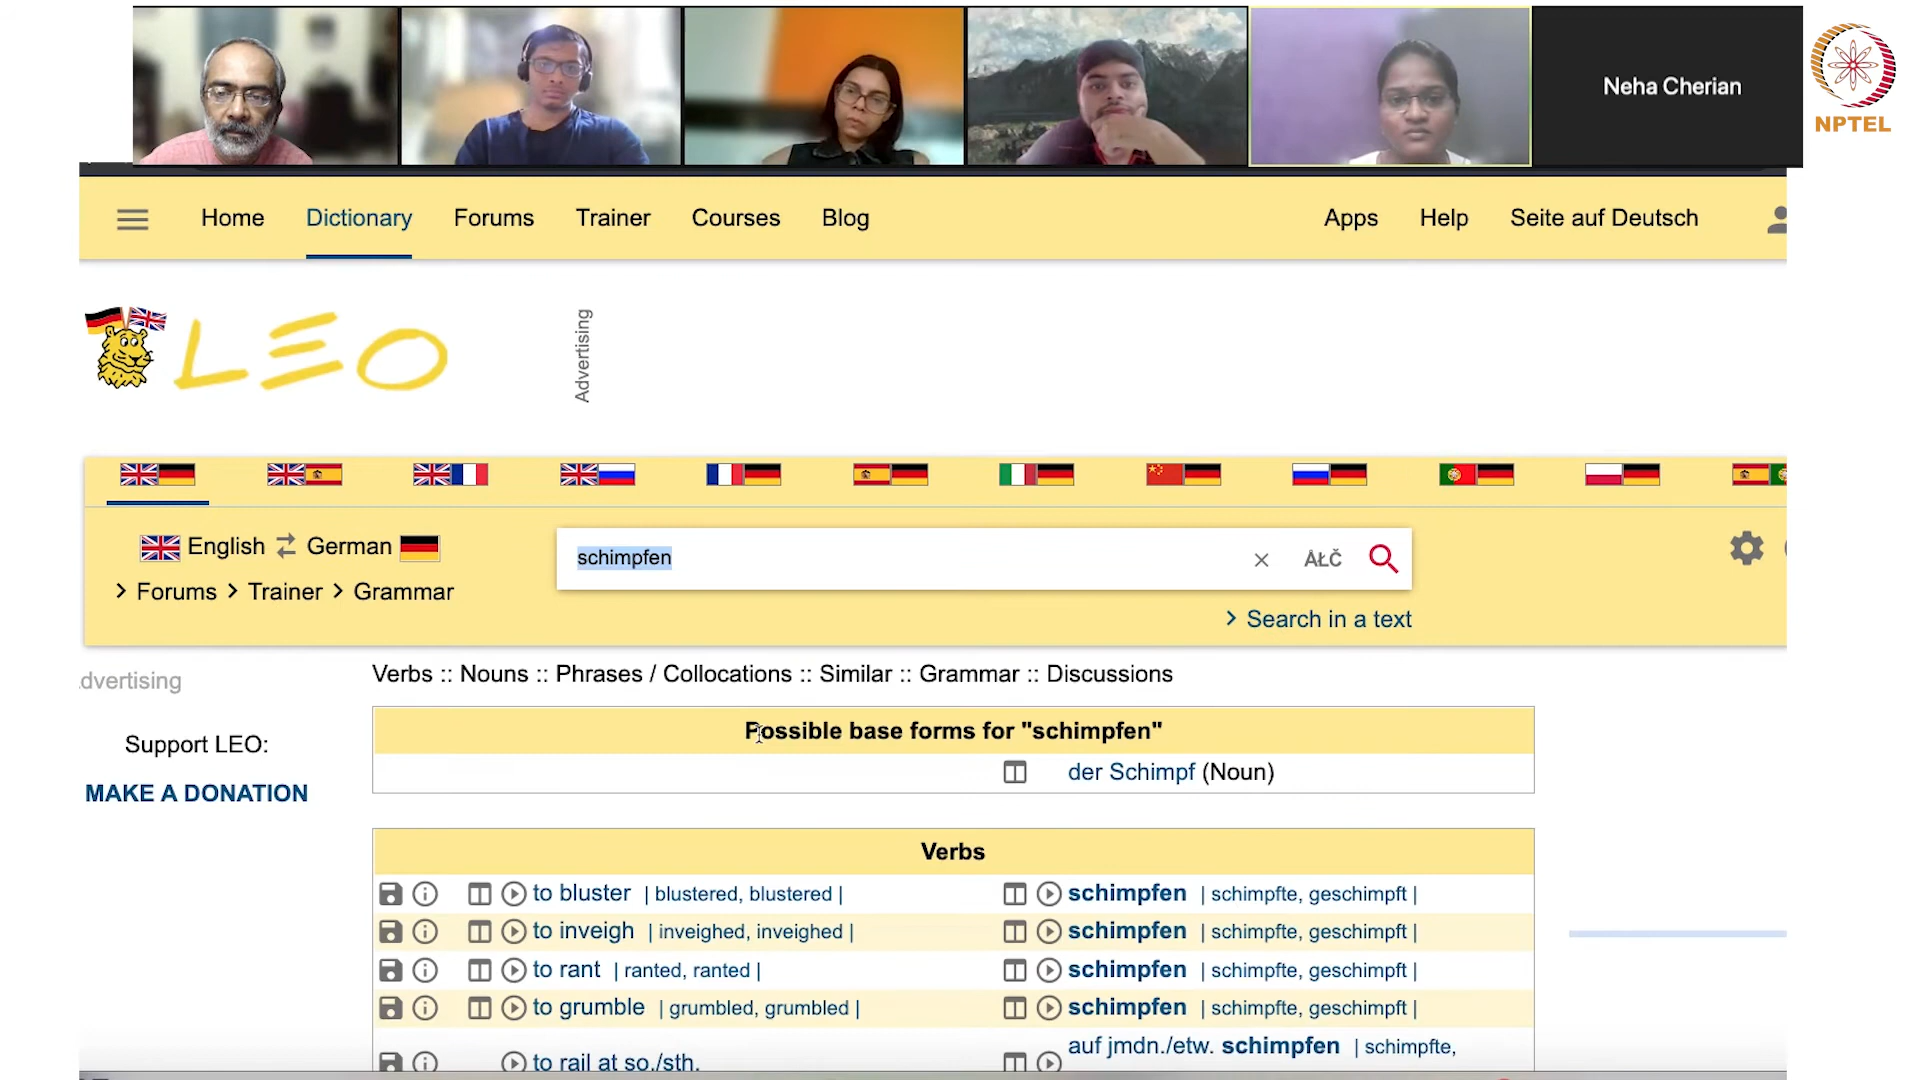 Neha Cherian
NPTEL
Home Dictionary Forums Trainer Courses Blog Apps Help Seite auf Deutsch
LEO
Advertising
English German
schimpfen
ÅŁČ
Forums Trainer Grammar
Search in a text
dvertising
Verbs :: Nouns :: Phrases / Collocations :: Similar :: Grammar :: Discussions
Support LEO:
MAKE A DONATION
Possible base forms for "schimpfen"
der Schimpf (Noun)
Verbs
to bluster | blustered, blustered | schimpfen | schimpfte, geschimpft |
to inveigh | inveighed, inveighed | schimpfen | schimpfte, geschimpft |
to rant | ranted, ranted | schimpfen | schimpfte, geschimpft |
to grumble | grumbled, grumbled | schimpfen | schimpfte, geschimpft |
to rail at so./sth. auf jmdn./etw. schimpfen | schimpfte,